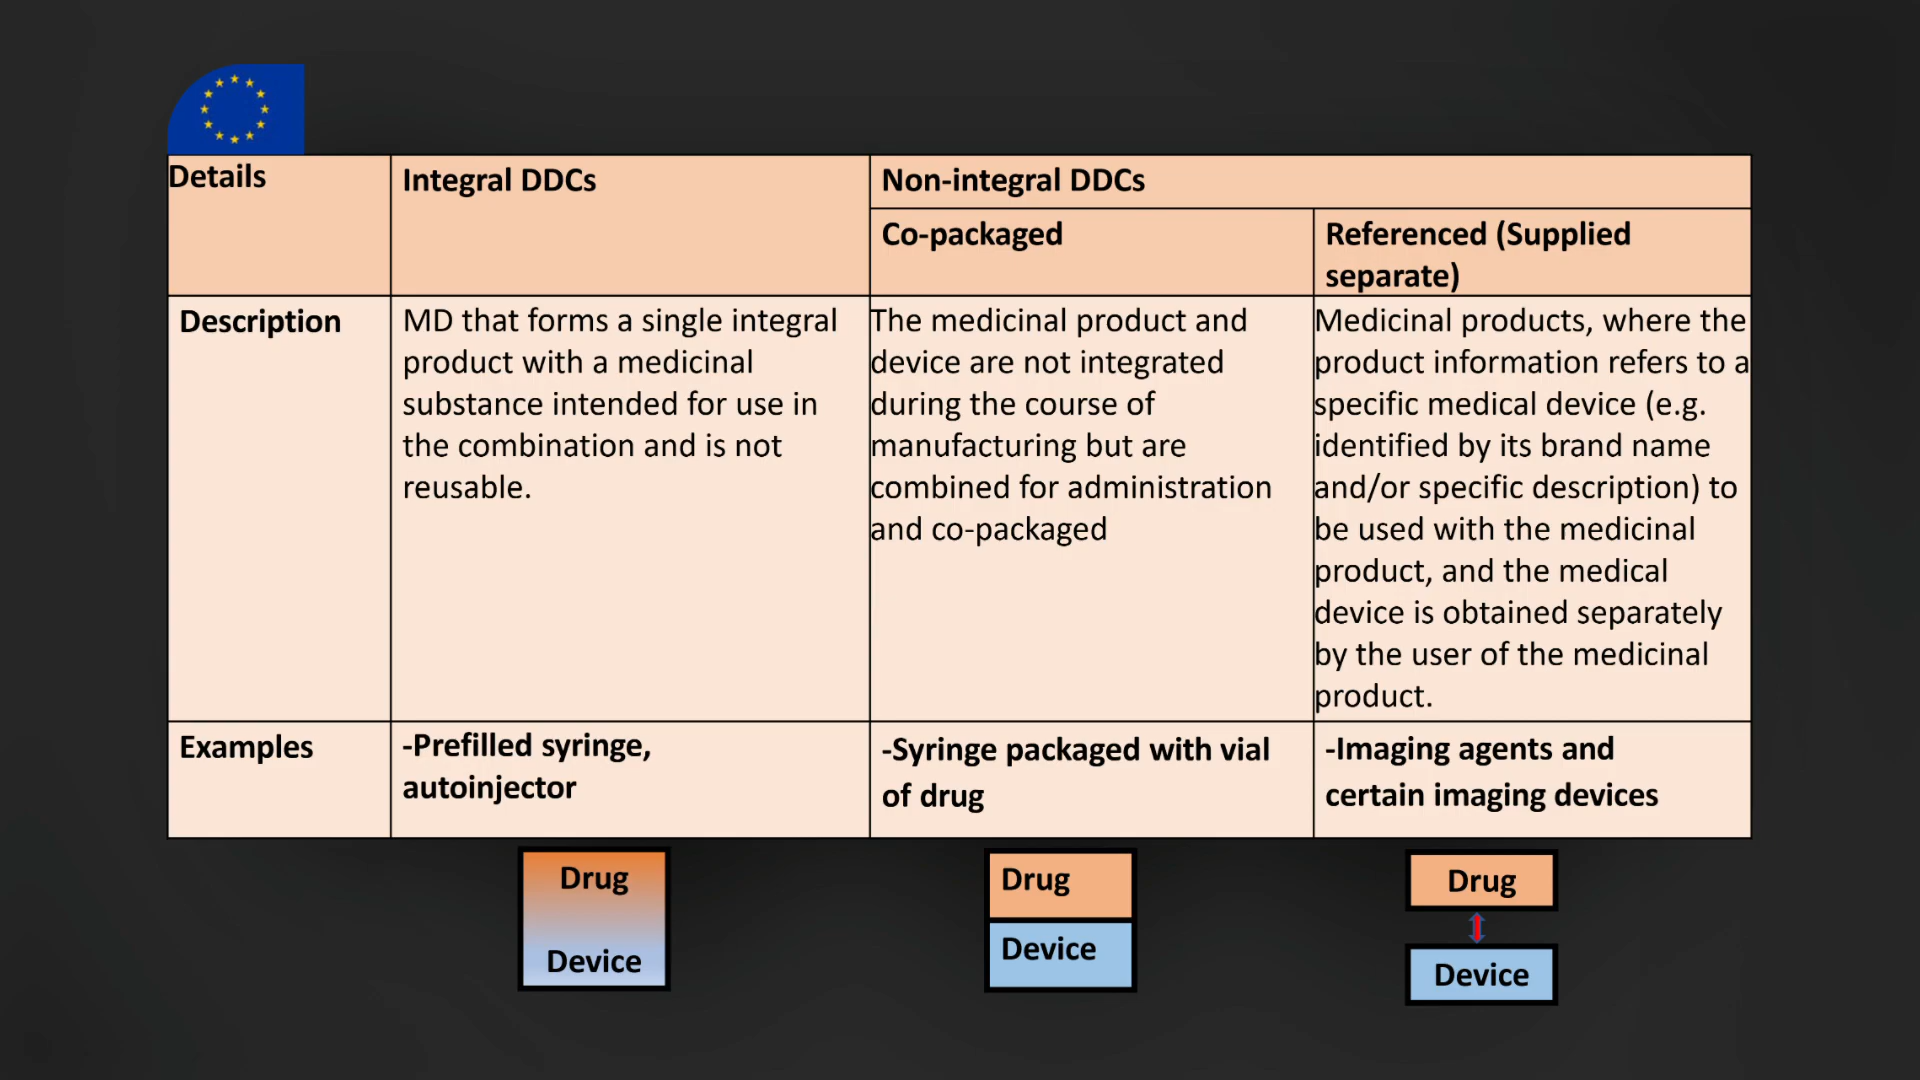 Details
Integral DDCs
Non-integral DDCs
Co-packaged
Referenced (Supplied
separate)
Description
MD that forms a single integral
product with a medicinal
substance intended for use in
the combination and is not
reusable.
The medicinal product and
device are not integrated
during the course of
manufacturing but are
combined for administration
and co-packaged
Medicinal products, where the
product information refers to a
specific medical device (e.g.
identified by its brand name
and/or specific description) to
be used with the medicinal
product, and the medical
device is obtained separately
by the user of the medicinal
product.
Examples
-Prefilled syringe,
autoinjector
-Syringe packaged with vial
of drug
-Imaging agents and
certain imaging devices
Drug
Device
Drug
Device
Drug
Device